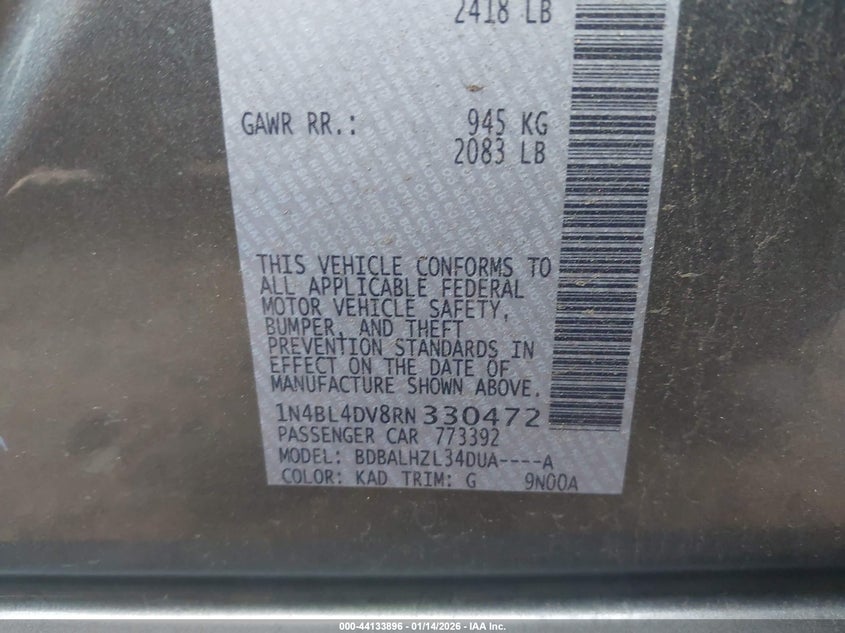 2418 LB
GAWR RR.: 945 KG
2083 LB
THIS VEHICLE CONFORMS TO
ALL APPLICABLE FEDERAL
MOTOR VEHICLE SAFETY,
BUMPER, AND THEFT
PREVENTION STANDARDS IN
EFFECT ON THE DATE OF
MANUFACTURE SHOWN ABOVE.
1N4BL4DV8RN330472
PASSENGER CAR 773392
MODEL: BDBALHZL34DUA----A
COLOR: KAD TRIM: G 9N00A
000-44133896 - 01/14/2026 - IAA Inc.